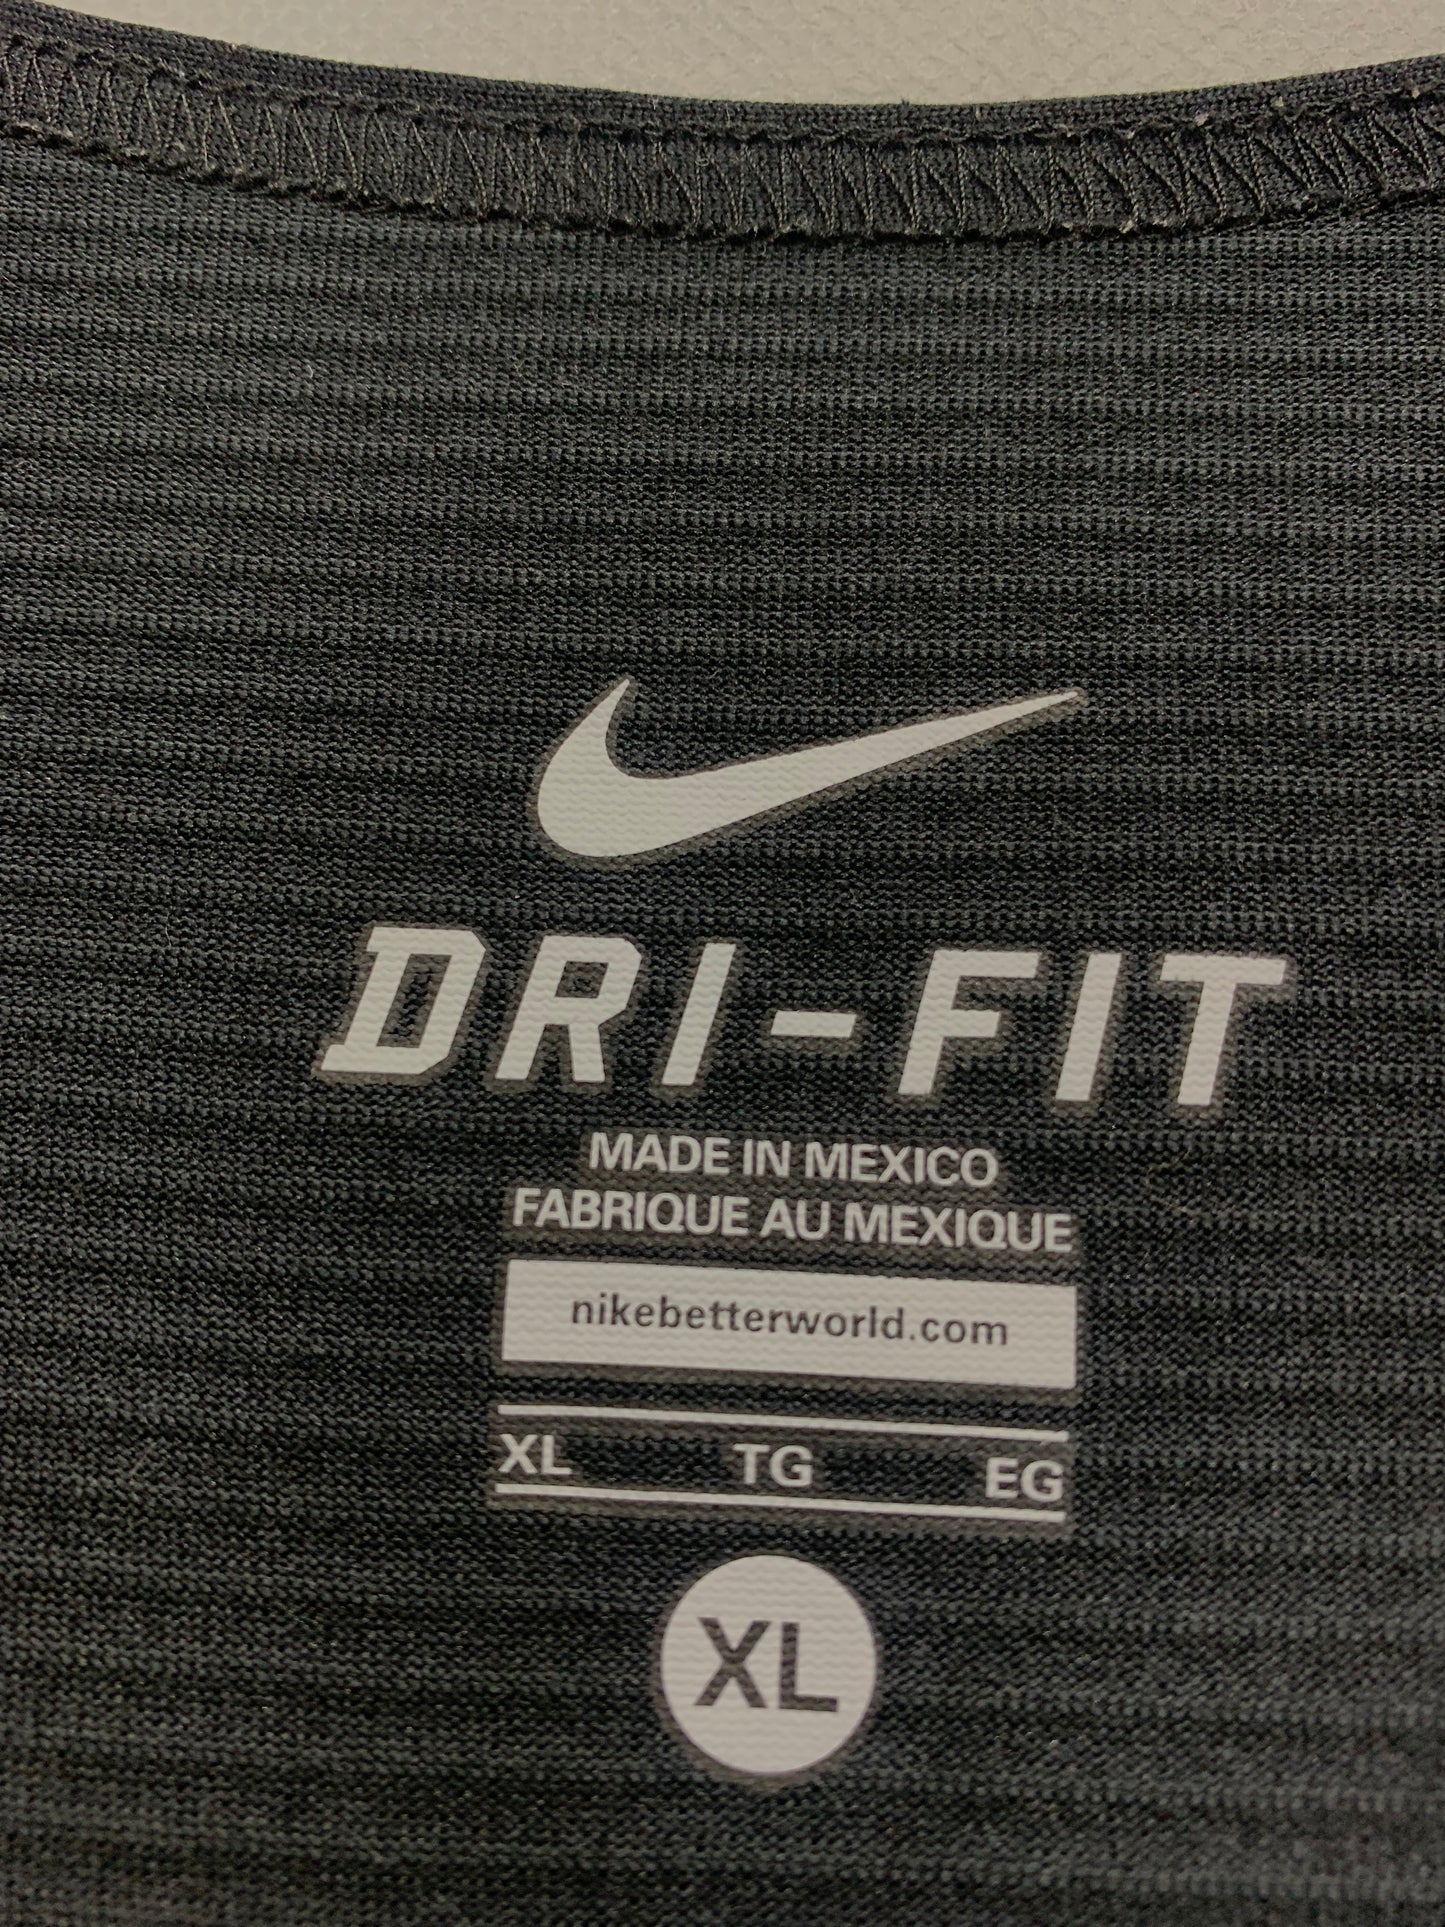 DRI-FIT
MADE IN MEXICO
FABRIQUE AU MEXIQUE
nikebetterworld.com
XL TG EG
XL